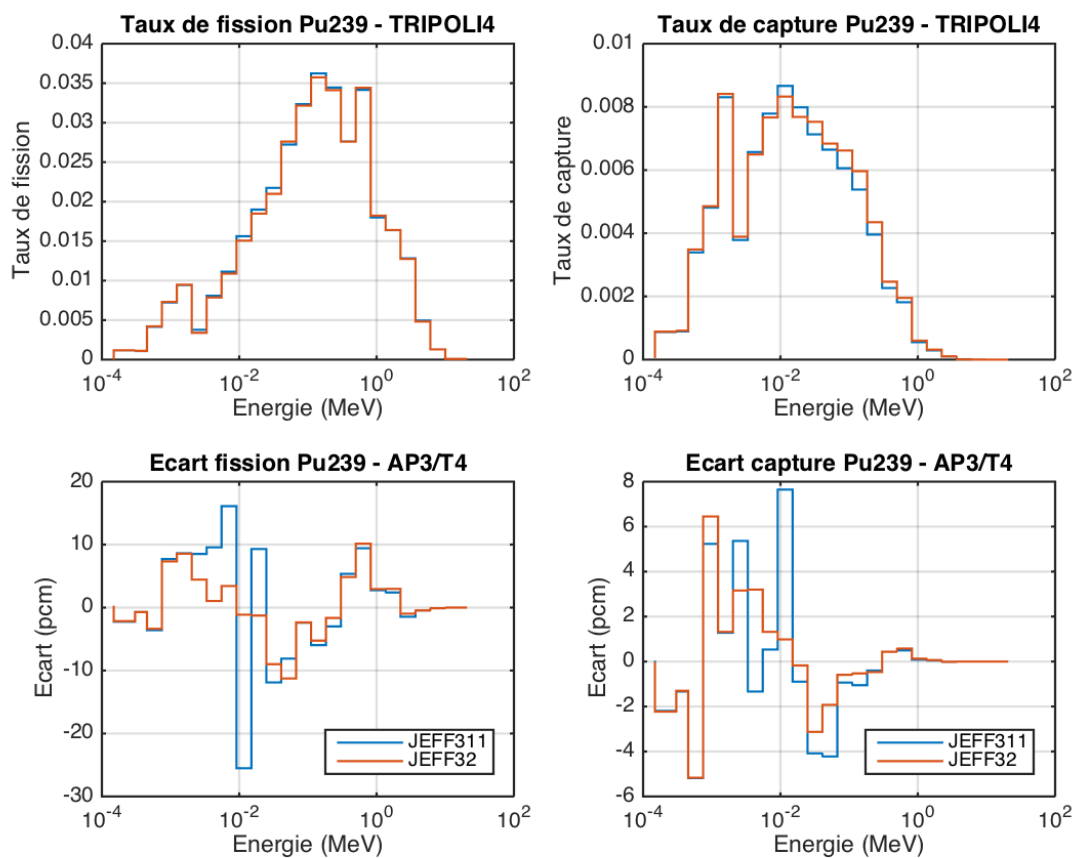 Taux de fission Pu239 - TRIPOLI4
0.04
0.035
0.03
0.025
0.02
0.015
0.01
0.005
0
Taux de fission
10^-4
10^-2
10^0
10^2
Energie (MeV)
Taux de capture Pu239 - TRIPOLI4
0.01
0.008
0.006
0.004
0.002
0
Taux de capture
10^-4
10^-2
10^0
10^2
Energie (MeV)
Ecart fission Pu239 - AP3/T4
20
10
0
-10
-20
-30
Ecart (pcm)
JEFF311
JEFF32
10^-4
10^-2
10^0
10^2
Energie (MeV)
Ecart capture Pu239 - AP3/T4
8
6
4
2
0
-2
-4
-6
Ecart (pcm)
JEFF311
JEFF32
10^-4
10^-2
10^0
10^2
Energie (MeV)